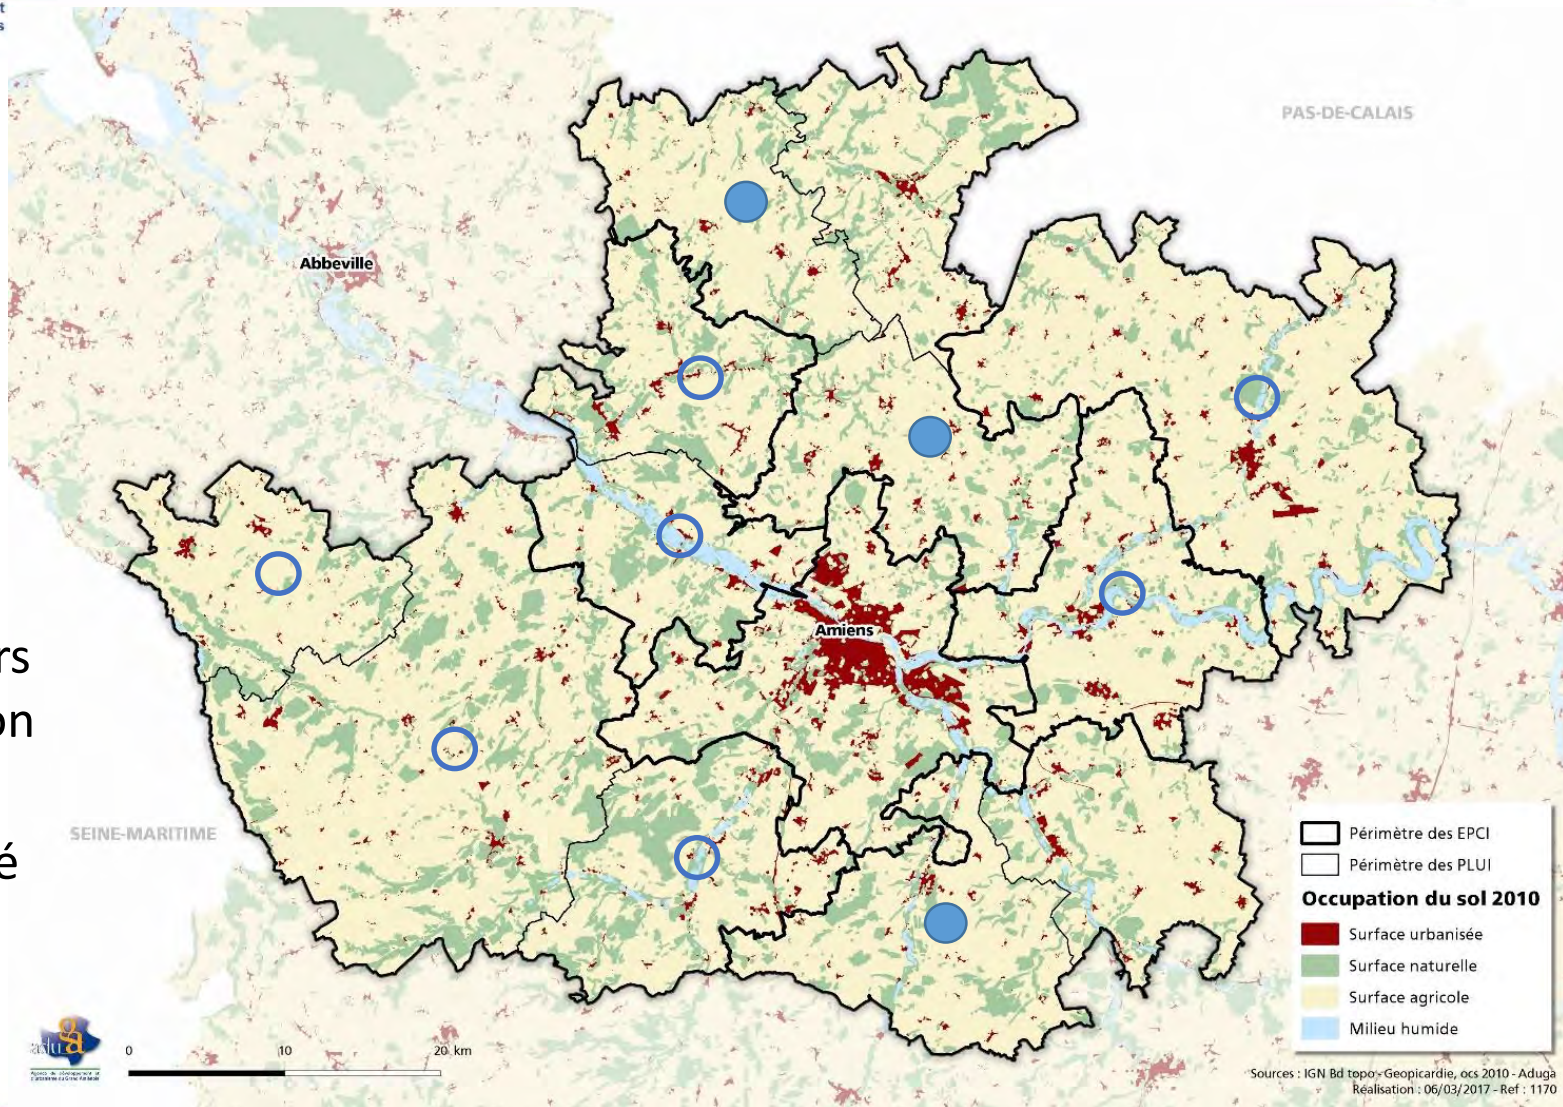 t
s
PAS-DE-CALAIS
Abbeville
Amiens
rs
on
é
SEINE-MARITIME
Périmètre des EPCI
Périmètre des PLUI
Occupation du sol 2010
Surface urbanisée
Surface naturelle
Surface agricole
Milieu humide
aduga
0 10 20 km
Sources : IGN Bd topo - Geopicardie, ocs 2010 - Aduga
Réalisation : 06/03/2017 - Ref : 1170